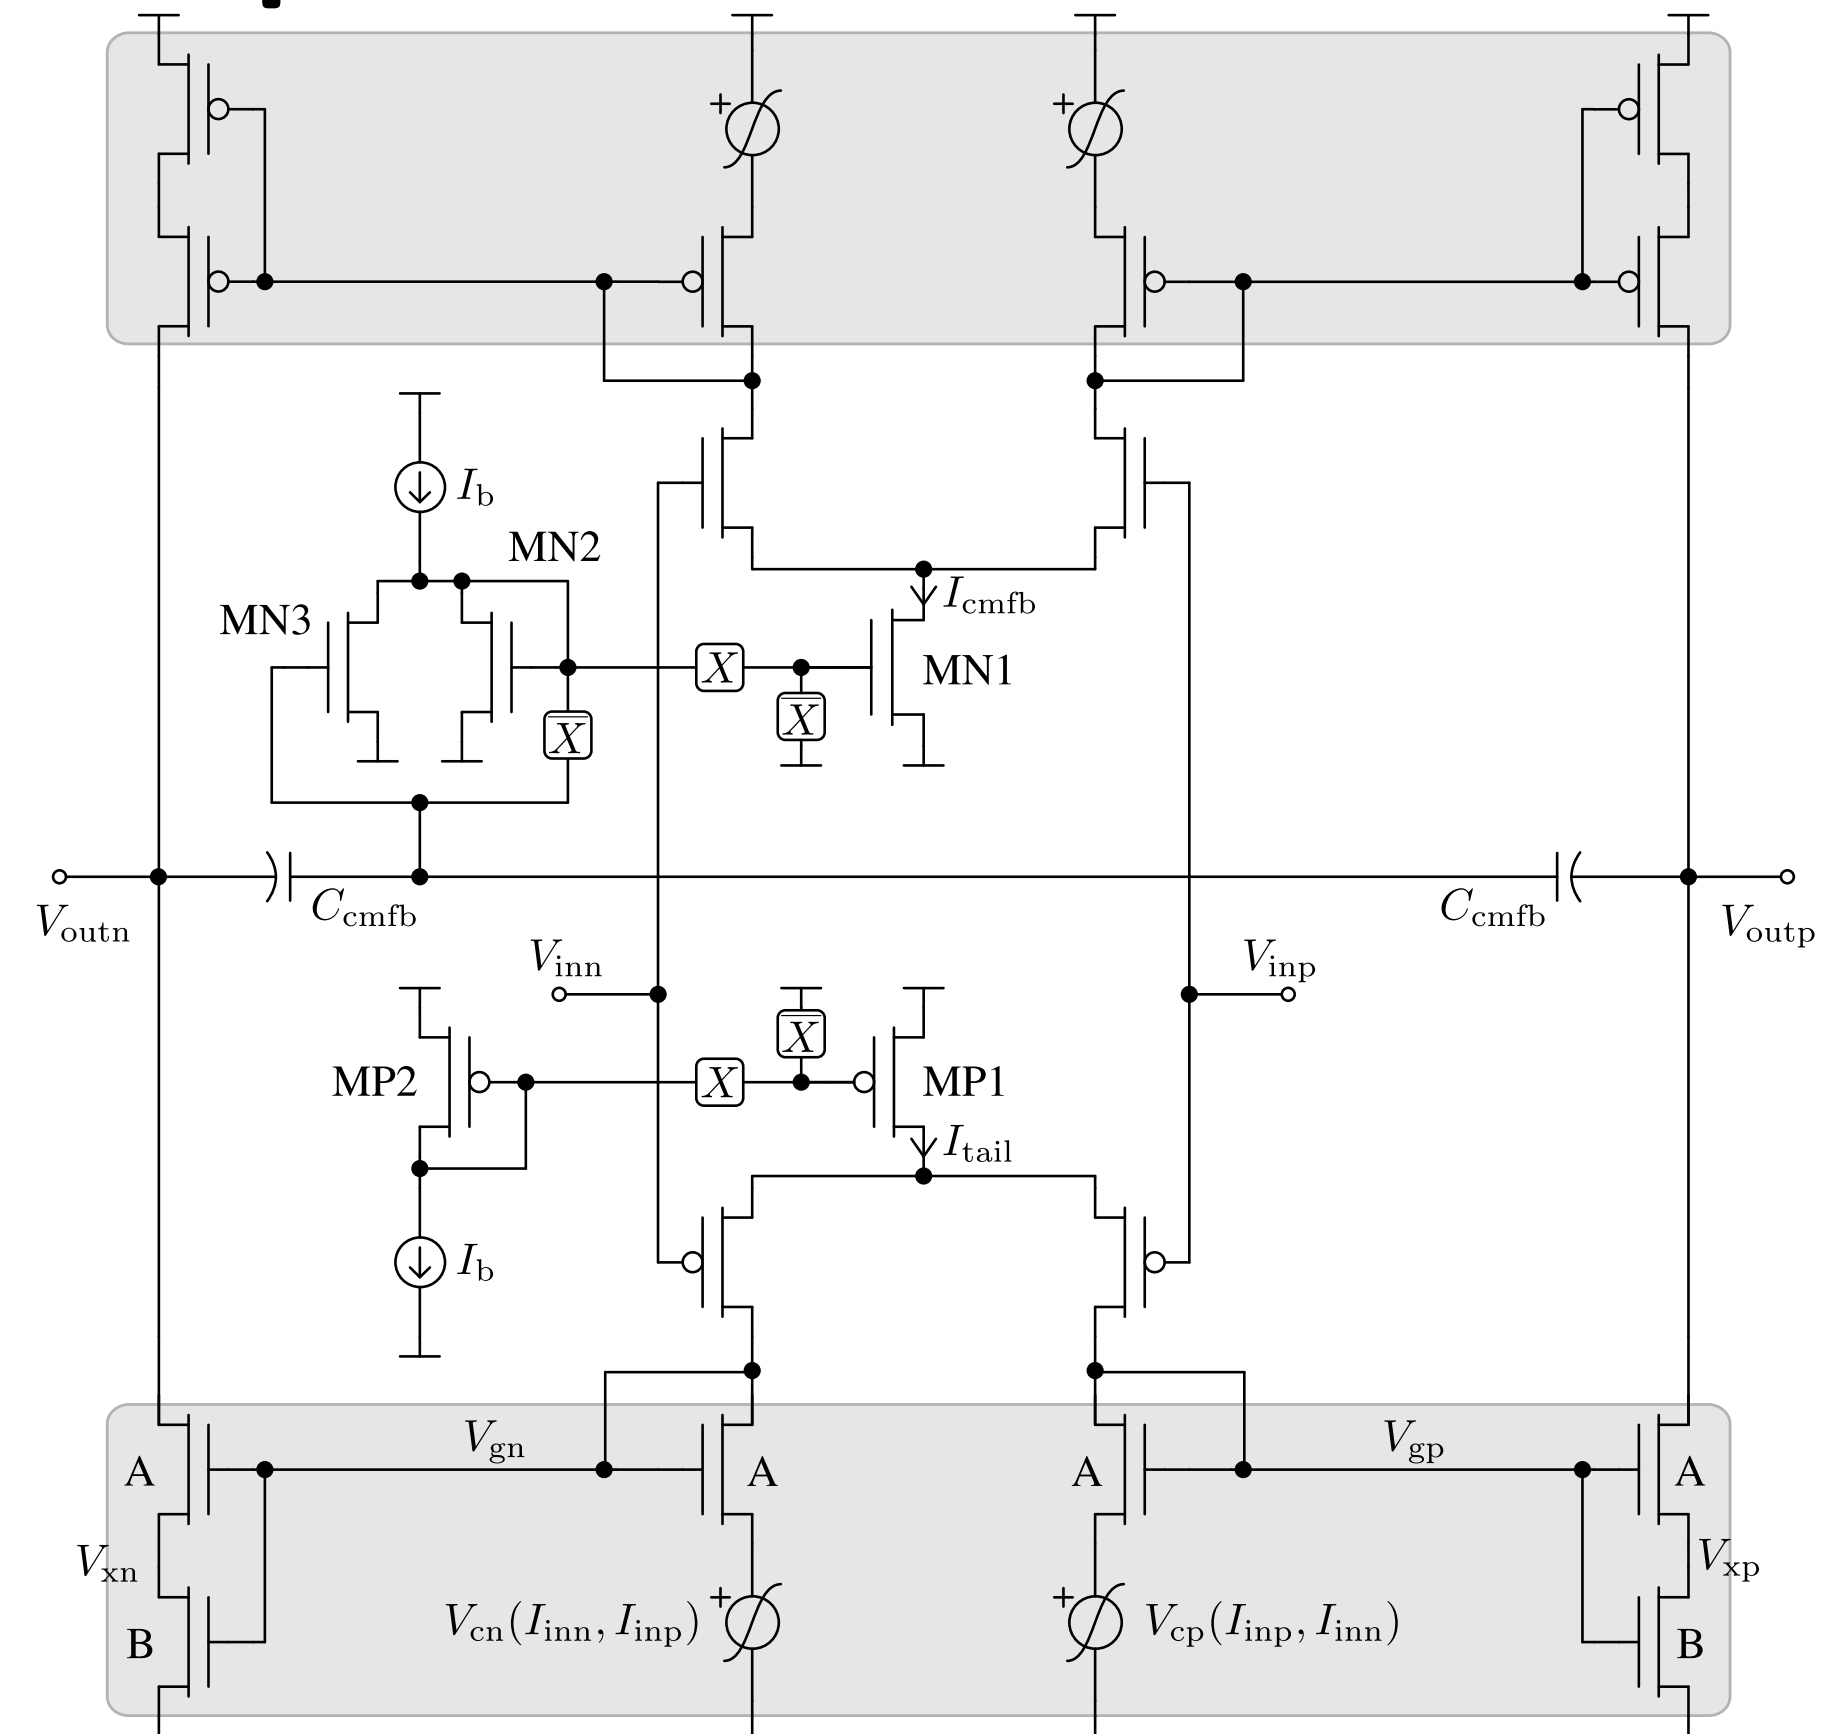 + +
I_b
MN2
MN3
I_cmfb
X
MN1
X̅
X̅
C_cmfb C_cmfb
V_outn V_outp
V_inn V_inp
X̅
MP2 X MP1
I_tail
I_b
V_gn V_gp
A A A A
V_xn V_xp
+ +
V_cn(I_inn, I_inp) V_cp(I_inp, I_inn)
B B